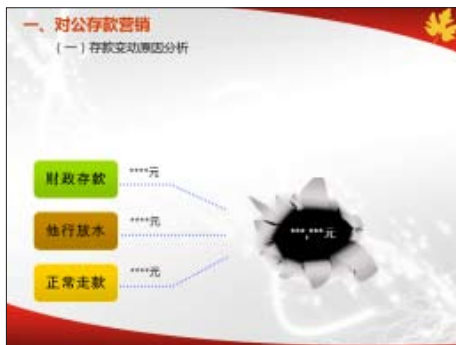 一、对公存款营销
（一）存款变动原因分析
财政存款
****元
他行放水
****元
***,***元
正常走款
****元